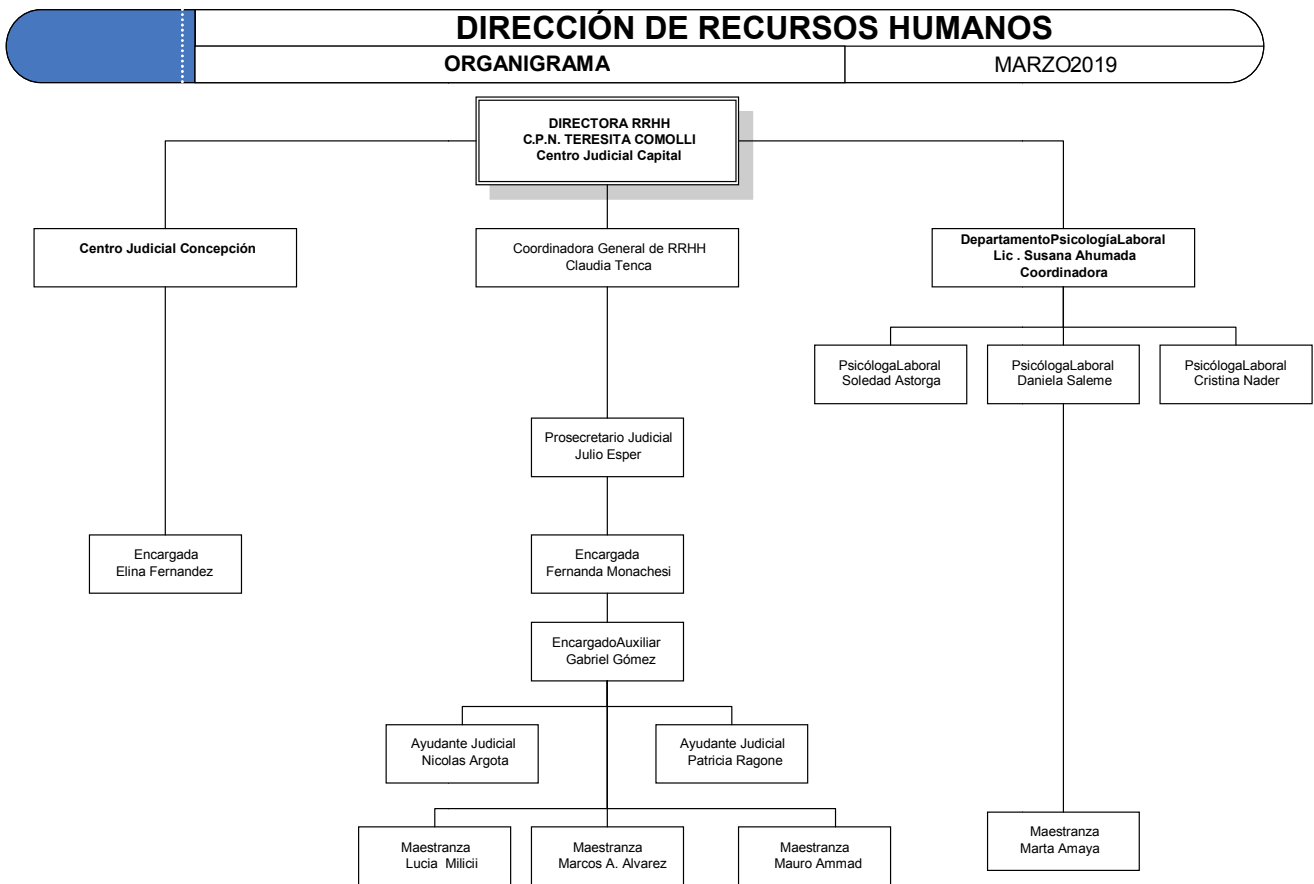 DIRECCIÓN DE RECURSOS HUMANOS
ORGANIGRAMA
MARZO2019
DIRECTORA RRHH
C.P.N. TERESITA COMOLLI
Centro Judicial Capital
Centro Judicial Concepción
Coordinadora General de RRHH
Claudia Tenca
DepartamentoPsicologíaLaboral
Lic . Susana Ahumada
Coordinadora
PsicólogaLaboral
Soledad Astorga
PsicólogaLaboral
Daniela Saleme
PsicólogaLaboral
Cristina Nader
Prosecretario Judicial
Julio Esper
Encargada
Elina Fernandez
Encargada
Fernanda Monachesi
EncargadoAuxiliar
Gabriel Gómez
Ayudante Judicial
Nicolas Argota
Ayudante Judicial
Patricia Ragone
Maestranza
Lucia Milicii
Maestranza
Marcos A. Alvarez
Maestranza
Mauro Ammad
Maestranza
Marta Amaya